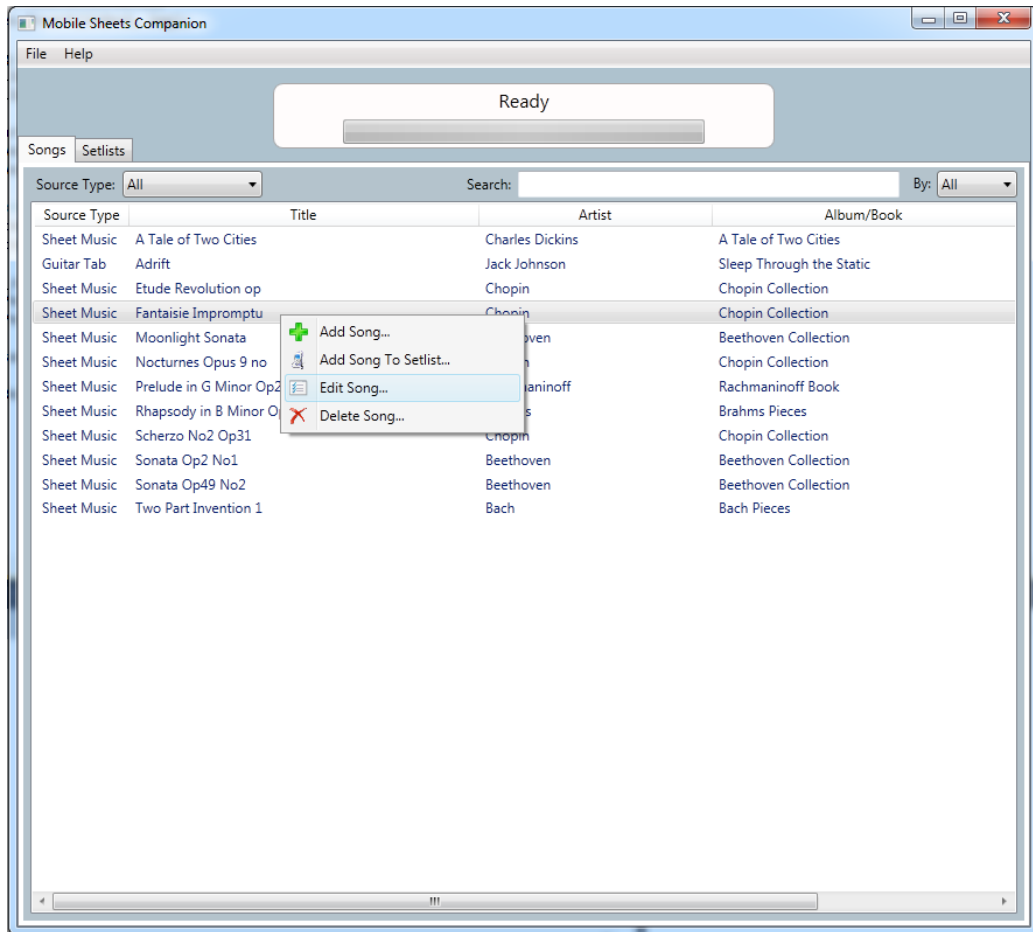 Mobile Sheets Companion
File Help
Ready
Songs Setlists
Source Type: All Search: By: All
Source Type Title Artist Album/Book
Sheet Music A Tale of Two Cities Charles Dickins A Tale of Two Cities
Guitar Tab Adrift Jack Johnson Sleep Through the Static
Sheet Music Etude Revolution op Chopin Chopin Collection
Sheet Music Fantaisie Impromptu Chopin Chopin Collection
Sheet Music Moonlight Sonata Beethoven Collection
Sheet Music Nocturnes Opus 9 no Chopin Collection
Sheet Music Prelude in G Minor Rachmaninoff Book
Sheet Music Rhapsody in B Minor Brahms Pieces
Sheet Music Scherzo No2 Op31 Chopin Chopin Collection
Sheet Music Sonata Op2 No1 Beethoven Beethoven Collection
Sheet Music Sonata Op49 No2 Beethoven Beethoven Collection
Sheet Music Two Part Invention 1 Bach Bach Pieces
Add Song...
Add Song To Setlist...
Edit Song...
Delete Song...